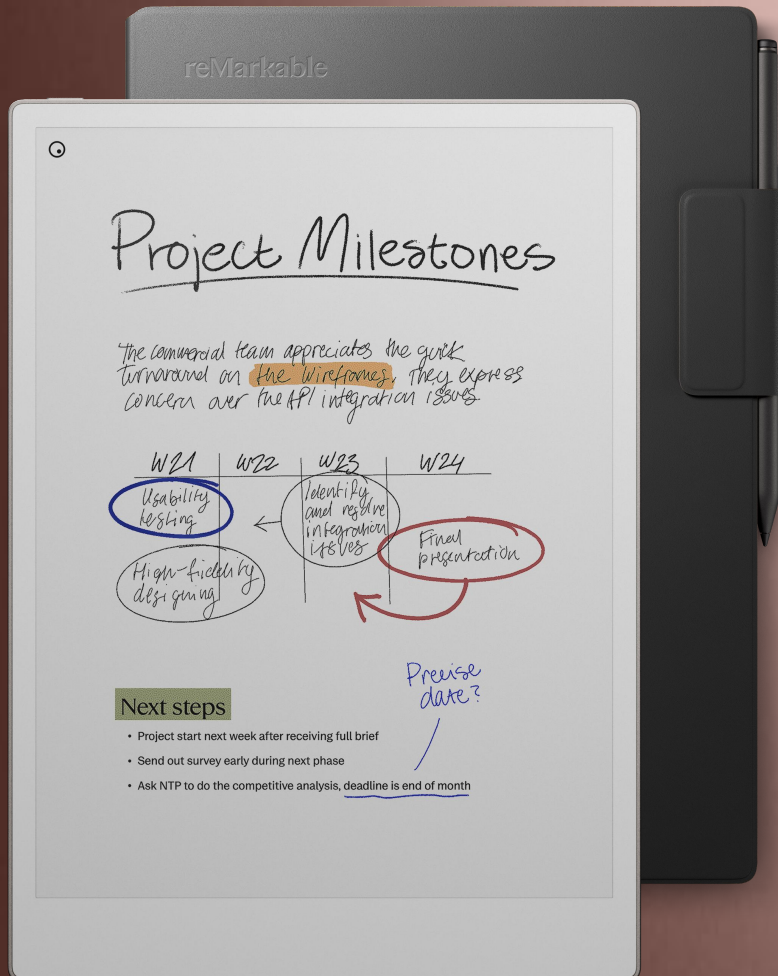 reMarkable
Project Milestones
The commercial team appreciates the quick
turnaround on the wireframes, they express
concern over the API integration issues
W21 W22 W23 W24
Usability
testing
Identify
and resolve
integration
issues
Final
presentation
High-fidelity
designing
Precise
date?
Next steps
• Project start next week after receiving full brief
• Send out survey early during next phase
• Ask NTP to do the competitive analysis, deadline is end of month